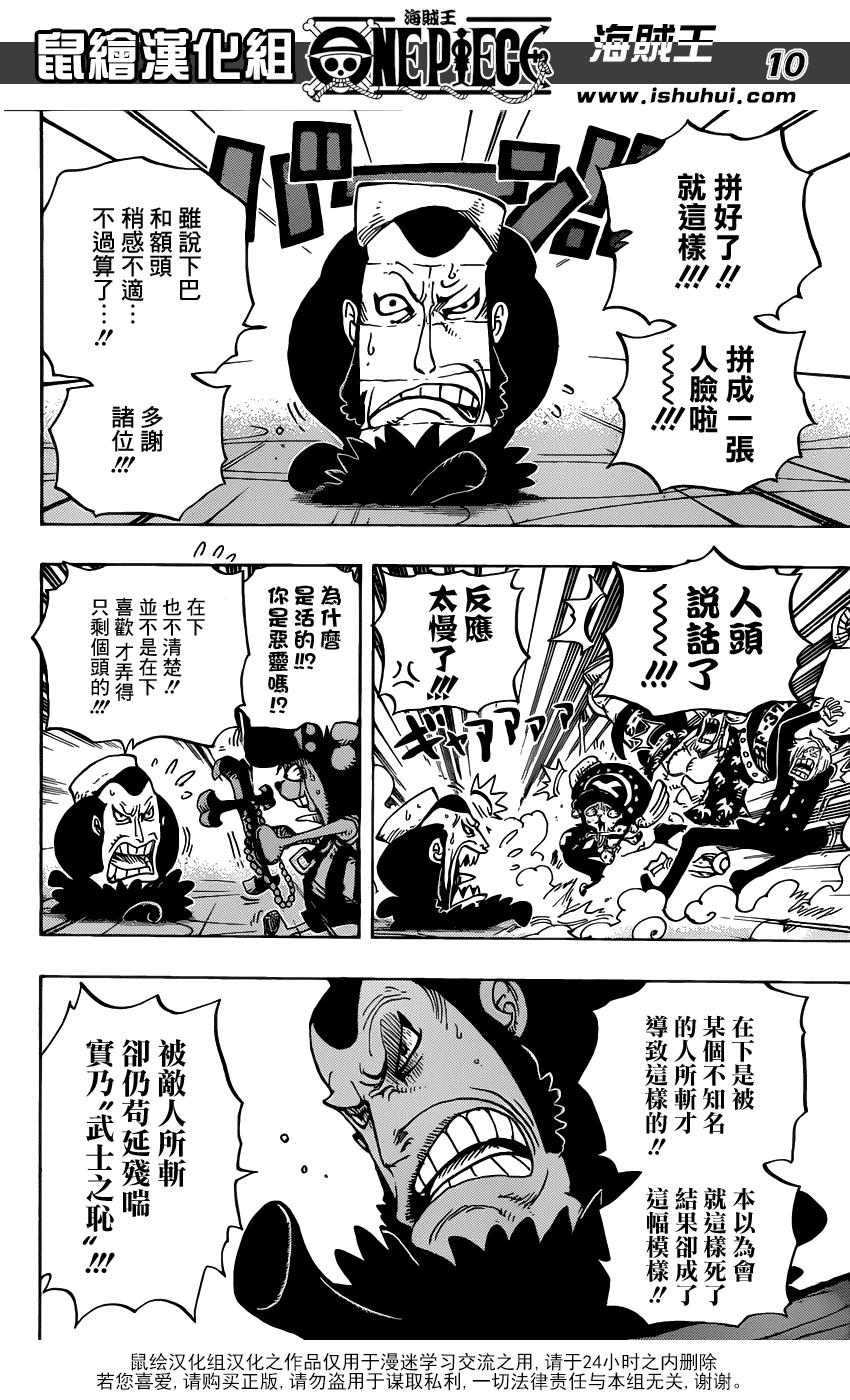 鼠繪漢化組
海賊王
ONE PIECE
海賊王
10
www.ishuhui.com
拼好了!!
就這樣!!!
拼成一張
人臉啦
~~~!!!
雖說下巴
和額頭
稍感不適…
不過算了…!!
多謝
諸位!!!
人頭
說話了
~~~!!!
反應
太慢了!!!
ギャアアアァ
為什麼
是活的!!?
你是惡靈嗎!?
在下
也不清楚!!
並不是在下
喜歡才弄得
只剩個頭的!!!
在下是被
某個不知名
的人所斬才
導致這樣的!!
本以為會
就這樣死了
結果卻成了
這幅模樣!!
被敵人所斬
卻仍苟延殘喘
實乃"武士之恥"!!!
鼠绘汉化组汉化之作品仅用于漫迷学习交流之用,请于24小时之内删除
若您喜爱,请购买正版,请勿盗用于谋取私利,一切法律责任与本组无关,谢谢。